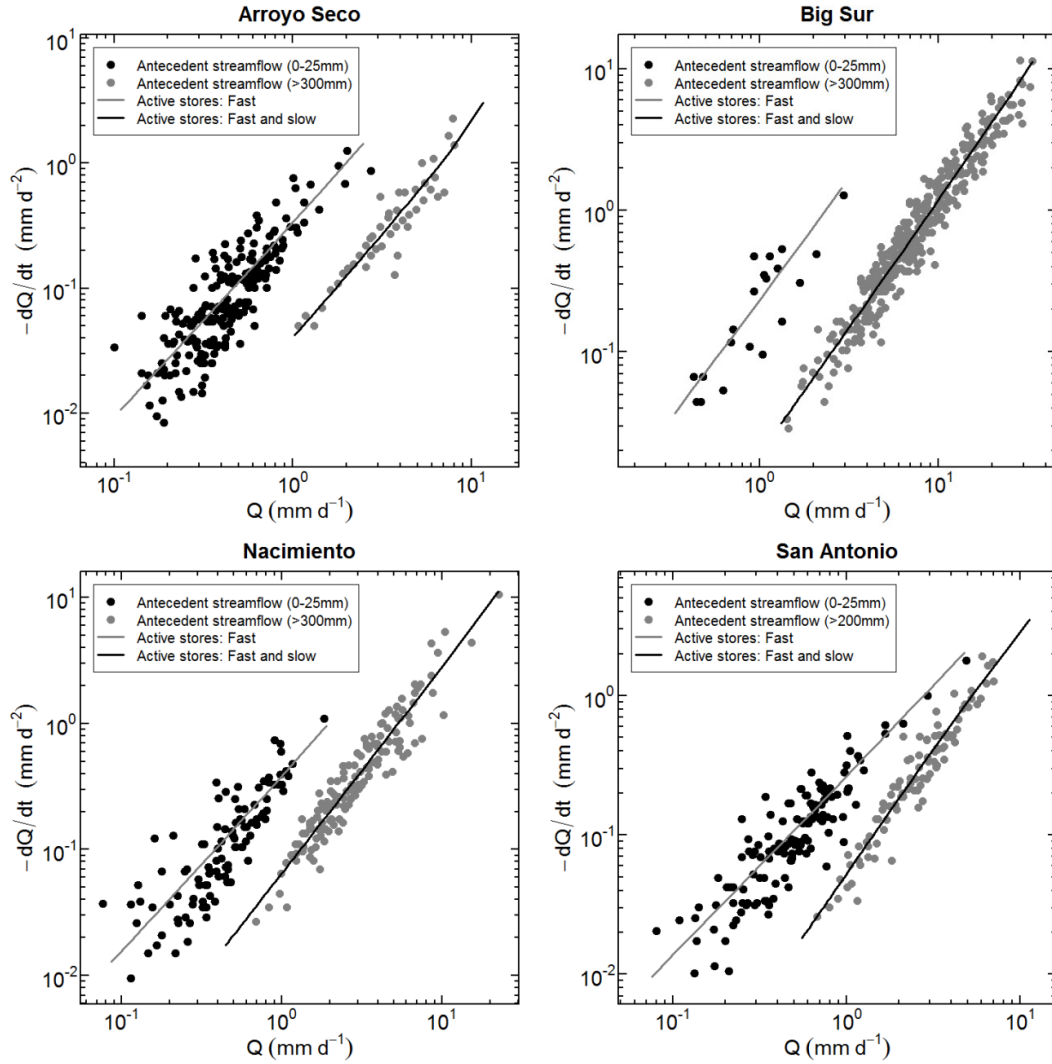 Arroyo Seco
Antecedent streamflow (0-25mm)
Antecedent streamflow (>300mm)
Active stores: Fast
Active stores: Fast and slow
10¹
10⁰
10⁻¹
10⁻²
−dQ/dt (mm d⁻²)
10⁻¹ 10⁰ 10¹
Q (mm d⁻¹)
Big Sur
Antecedent streamflow (0-25mm)
Antecedent streamflow (>300mm)
Active stores: Fast
Active stores: Fast and slow
10¹
10⁰
10⁻¹
−dQ/dt (mm d⁻²)
10⁰ 10¹
Q (mm d⁻¹)
Nacimiento
Antecedent streamflow (0-25mm)
Antecedent streamflow (>300mm)
Active stores: Fast
Active stores: Fast and slow
10¹
10⁰
10⁻¹
10⁻²
−dQ/dt (mm d⁻²)
10⁻¹ 10⁰ 10¹
Q (mm d⁻¹)
San Antonio
Antecedent streamflow (0-25mm)
Antecedent streamflow (>200mm)
Active stores: Fast
Active stores: Fast and slow
10⁰
10⁻¹
10⁻²
−dQ/dt (mm d⁻²)
10⁻¹ 10⁰ 10¹
Q (mm d⁻¹)